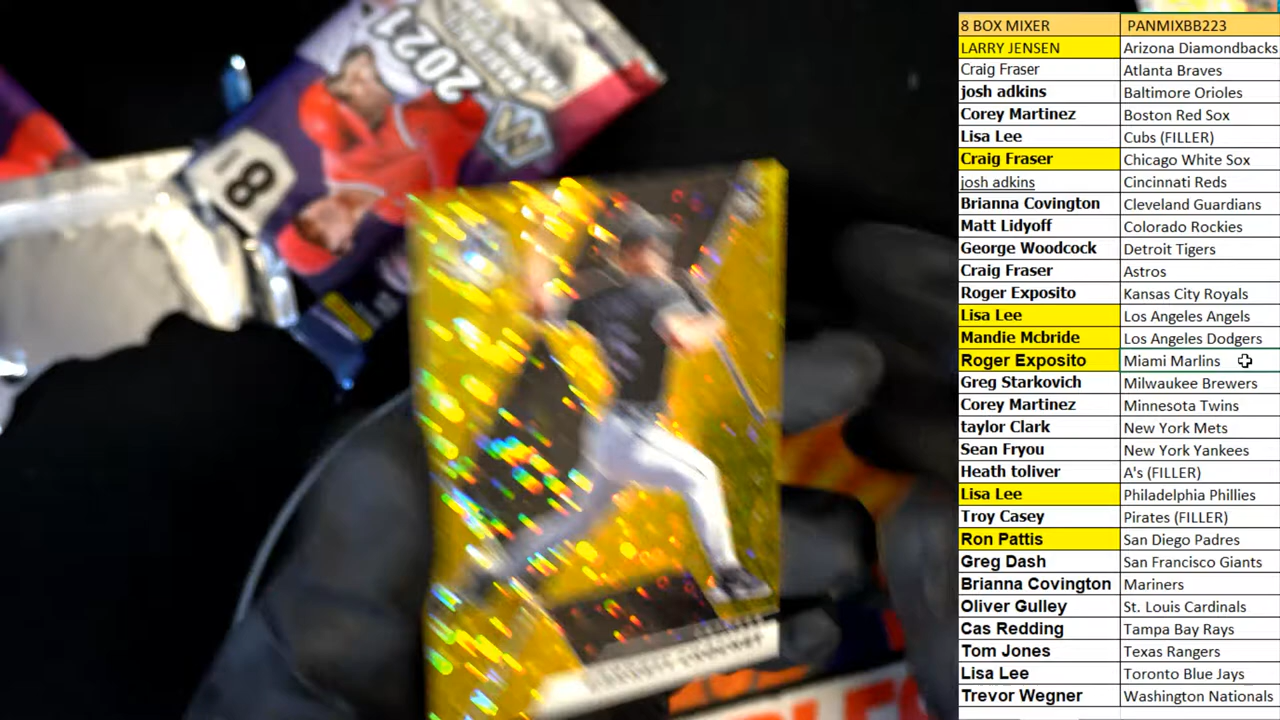 8 BOX MIXER PANMIXBB223
LARRY JENSEN Arizona Diamondbacks
Craig Fraser Atlanta Braves
josh adkins Baltimore Orioles
Corey Martinez Boston Red Sox
Lisa Lee Cubs (FILLER)
Craig Fraser Chicago White Sox
josh adkins Cincinnati Reds
Brianna Covington Cleveland Guardians
Matt Lidyoff Colorado Rockies
George Woodcock Detroit Tigers
Craig Fraser Astros
Roger Exposito Kansas City Royals
Lisa Lee Los Angeles Angels
Mandie Mcbride Los Angeles Dodgers
Roger Exposito Miami Marlins
Greg Starkovich Milwaukee Brewers
Corey Martinez Minnesota Twins
taylor Clark New York Mets
Sean Fryou New York Yankees
Heath toliver A's (FILLER)
Lisa Lee Philadelphia Phillies
Troy Casey Pirates (FILLER)
Ron Pattis San Diego Padres
Greg Dash San Francisco Giants
Brianna Covington Mariners
Oliver Gulley St. Louis Cardinals
Cas Redding Tampa Bay Rays
Tom Jones Texas Rangers
Lisa Lee Toronto Blue Jays
Trevor Wegner Washington Nationals
2021
8